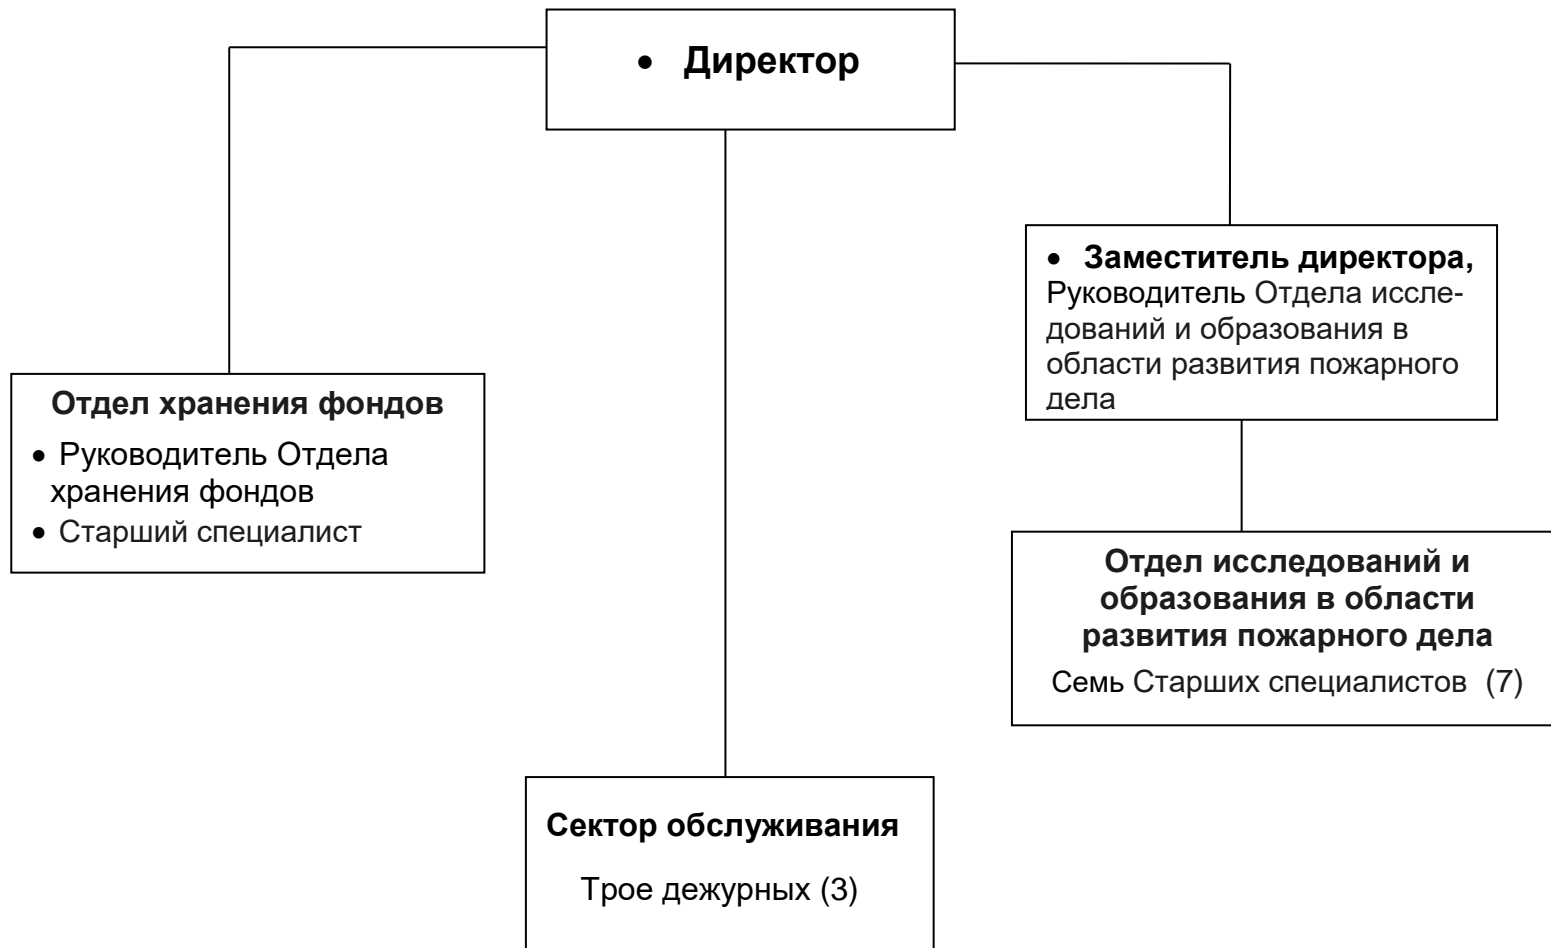 • Директор
• Заместитель директора,
Руководитель Отдела иссле-
дований и образования в
области развития пожарного
дела
Отдел хранения фондов
• Руководитель Отдела
хранения фондов
• Старший специалист
Отдел исследований и
образования в области
развития пожарного дела
Семь Старших специалистов (7)
Сектор обслуживания
Трое дежурных (3)